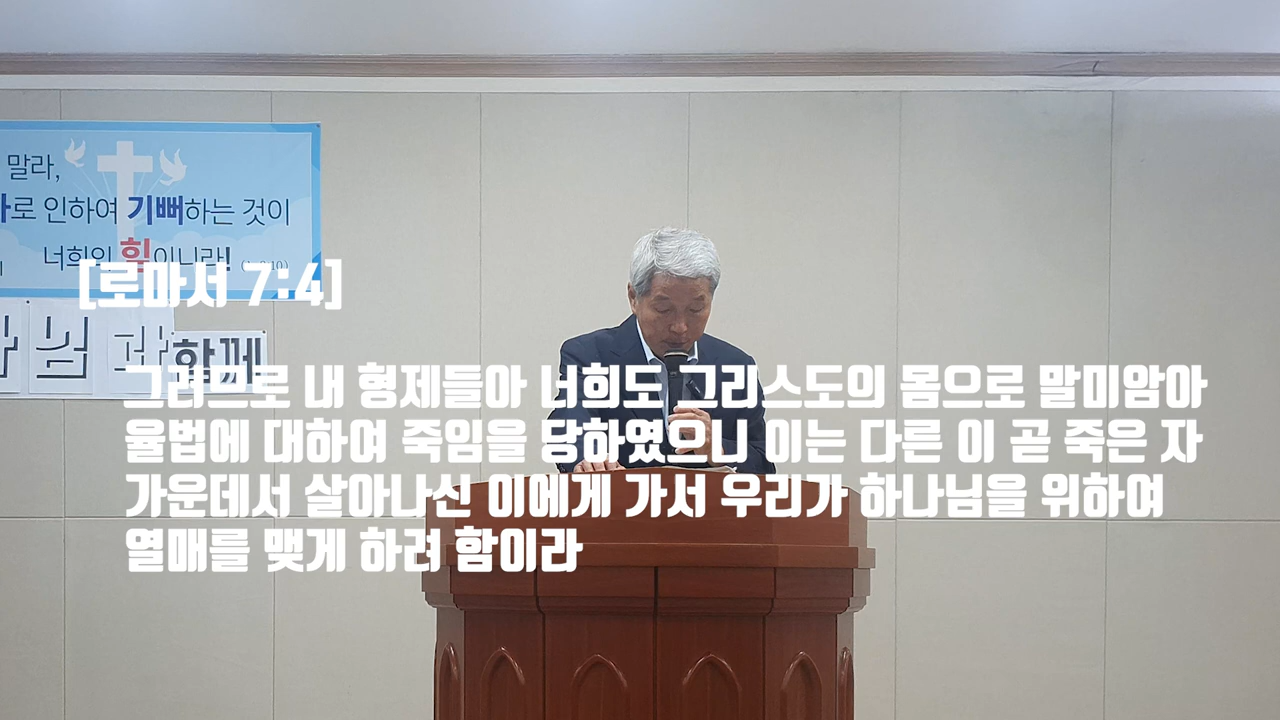 말라,
로 인하여 기뻐하는 것이
너희의 힘이니라!
[로마서 7:4]
님과 함께
그러므로 내 형제들아 너희도 그리스도의 몸으로 말미암아
율법에 대하여 죽임을 당하였으니 이는 다른 이 곧 죽은 자
가운데서 살아나신 이에게 가서 우리가 하나님을 위하여
열매를 맺게 하려 함이라